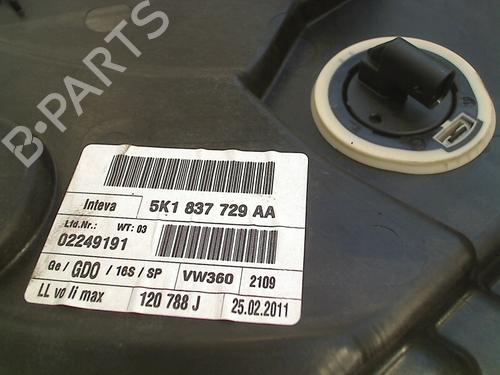 B-PARTS
Inteva 5K1 837 729 AA
Lfd.Nr.: WT: 03
02249191
Ge / GDO / 16S / SP VW360 2109
LL vo li max 120 788 J 25.02.2011